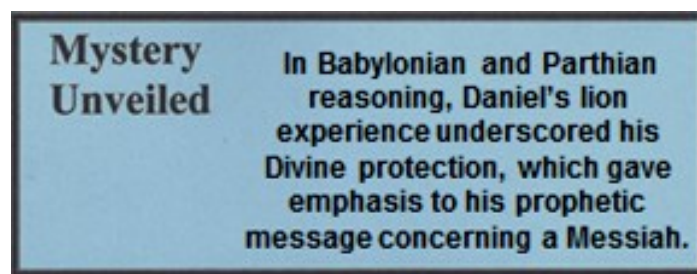 Mystery
Unveiled
In Babylonian and Parthian
reasoning, Daniel's lion
experience underscored his
Divine protection, which gave
emphasis to his prophetic
message concerning a Messiah.